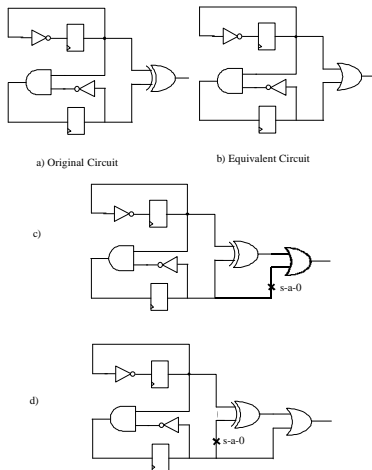 a) Original Circuit
b) Equivalent Circuit
c)
s-a-0
d)
s-a-0